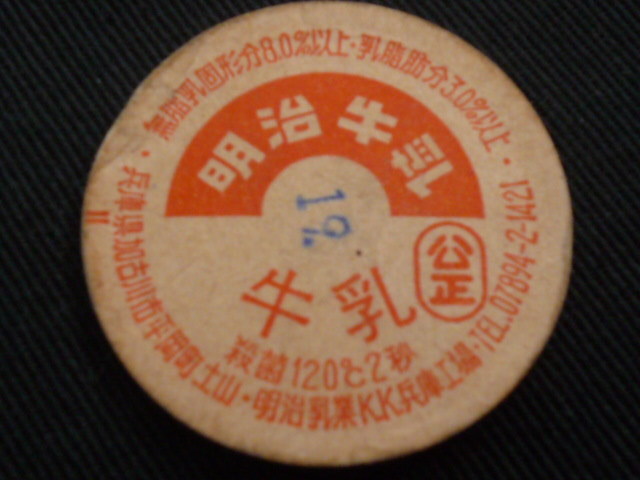 無脂乳固形分8.0%以上・乳脂肪分3.0%以上・
明治牛乳
19
公正
牛乳
殺菌120℃2秒
兵庫県加古川市平岡町土山・明治乳業K.K.兵庫工場・TEL.07894-2-1421